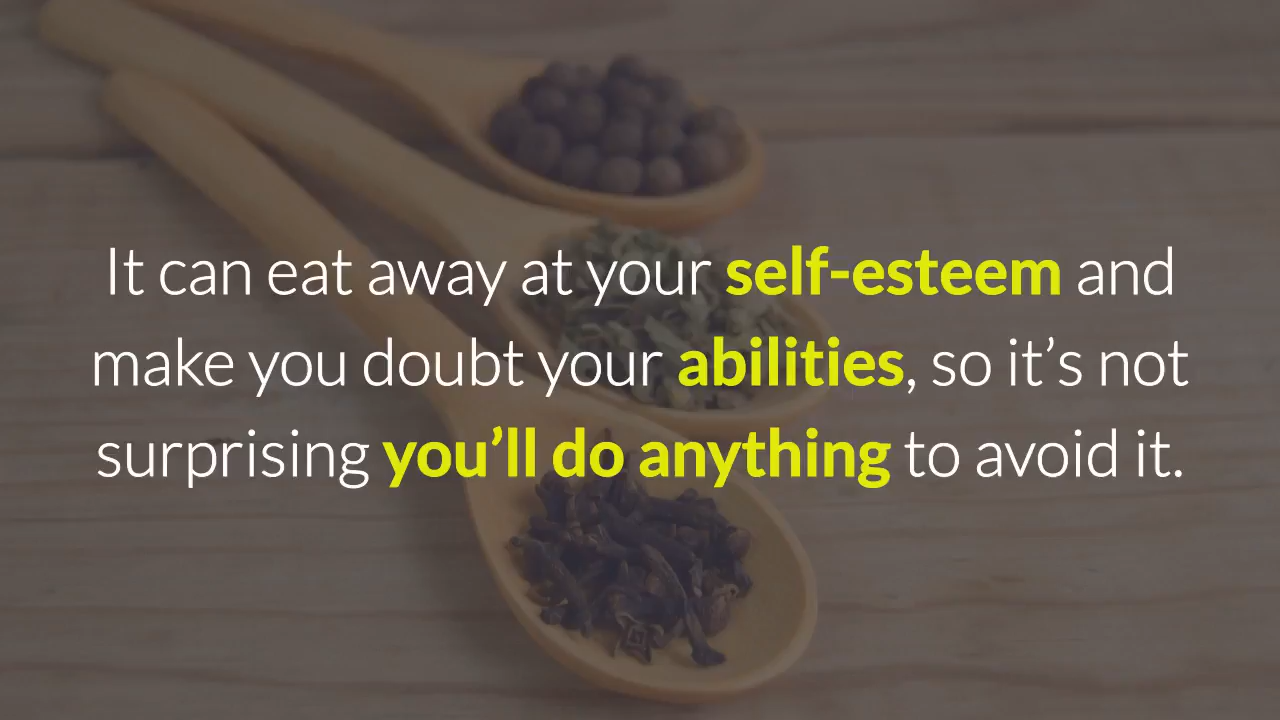 It can eat away at your self-esteem and
make you doubt your abilities, so it’s not
surprising you’ll do anything to avoid it.